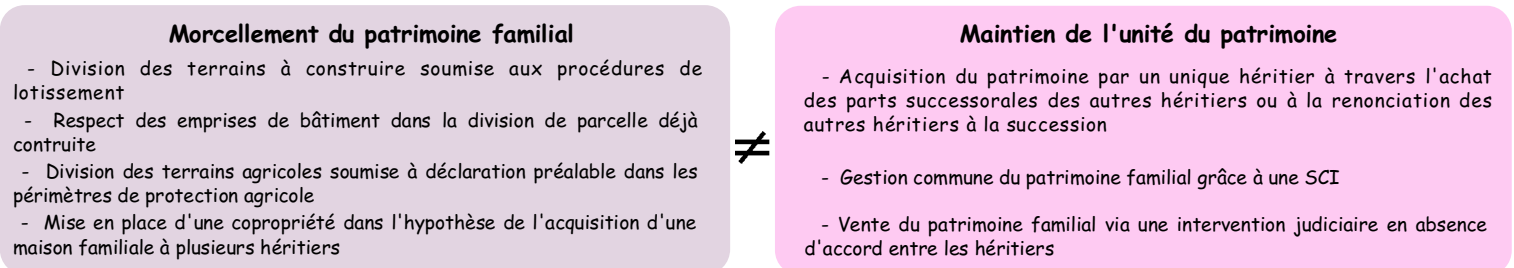 Morcellement du patrimoine familial
- Division des terrains à construire soumise aux procédures de
lotissement
- Respect des emprises de bâtiment dans la division de parcelle déjà
contruite
- Division des terrains agricoles soumise à déclaration préalable dans les
périmètres de protection agricole
- Mise en place d'une copropriété dans l'hypothèse de l'acquisition d'une
maison familiale à plusieurs héritiers
≠
Maintien de l'unité du patrimoine
- Acquisition du patrimoine par un unique héritier à travers l'achat
des parts successorales des autres héritiers ou à la renonciation des
autres héritiers à la succession
- Gestion commune du patrimoine familial grâce à une SCI
- Vente du patrimoine familial via une intervention judiciaire en absence
d'accord entre les héritiers